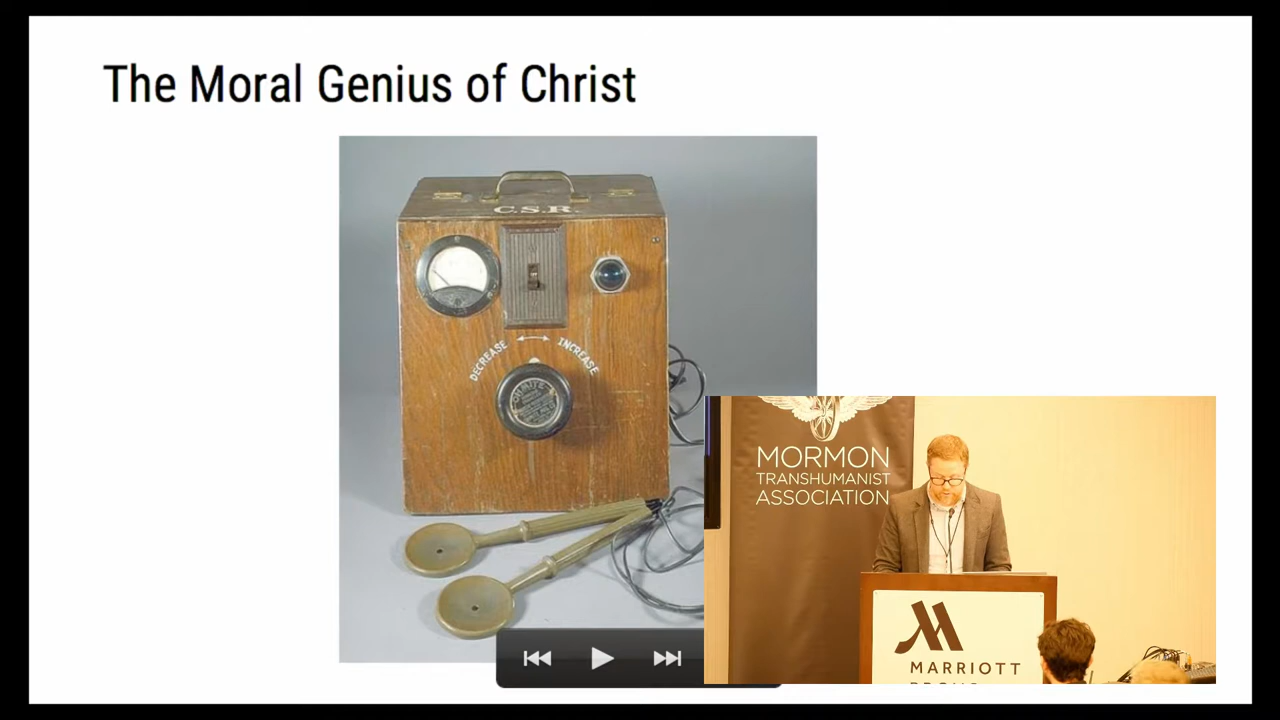 The Moral Genius of Christ
C.S.R.
DECREASE
INCREASE
MORMON
TRANSHUMANIST
ASSOCIATION
MARRIOTT